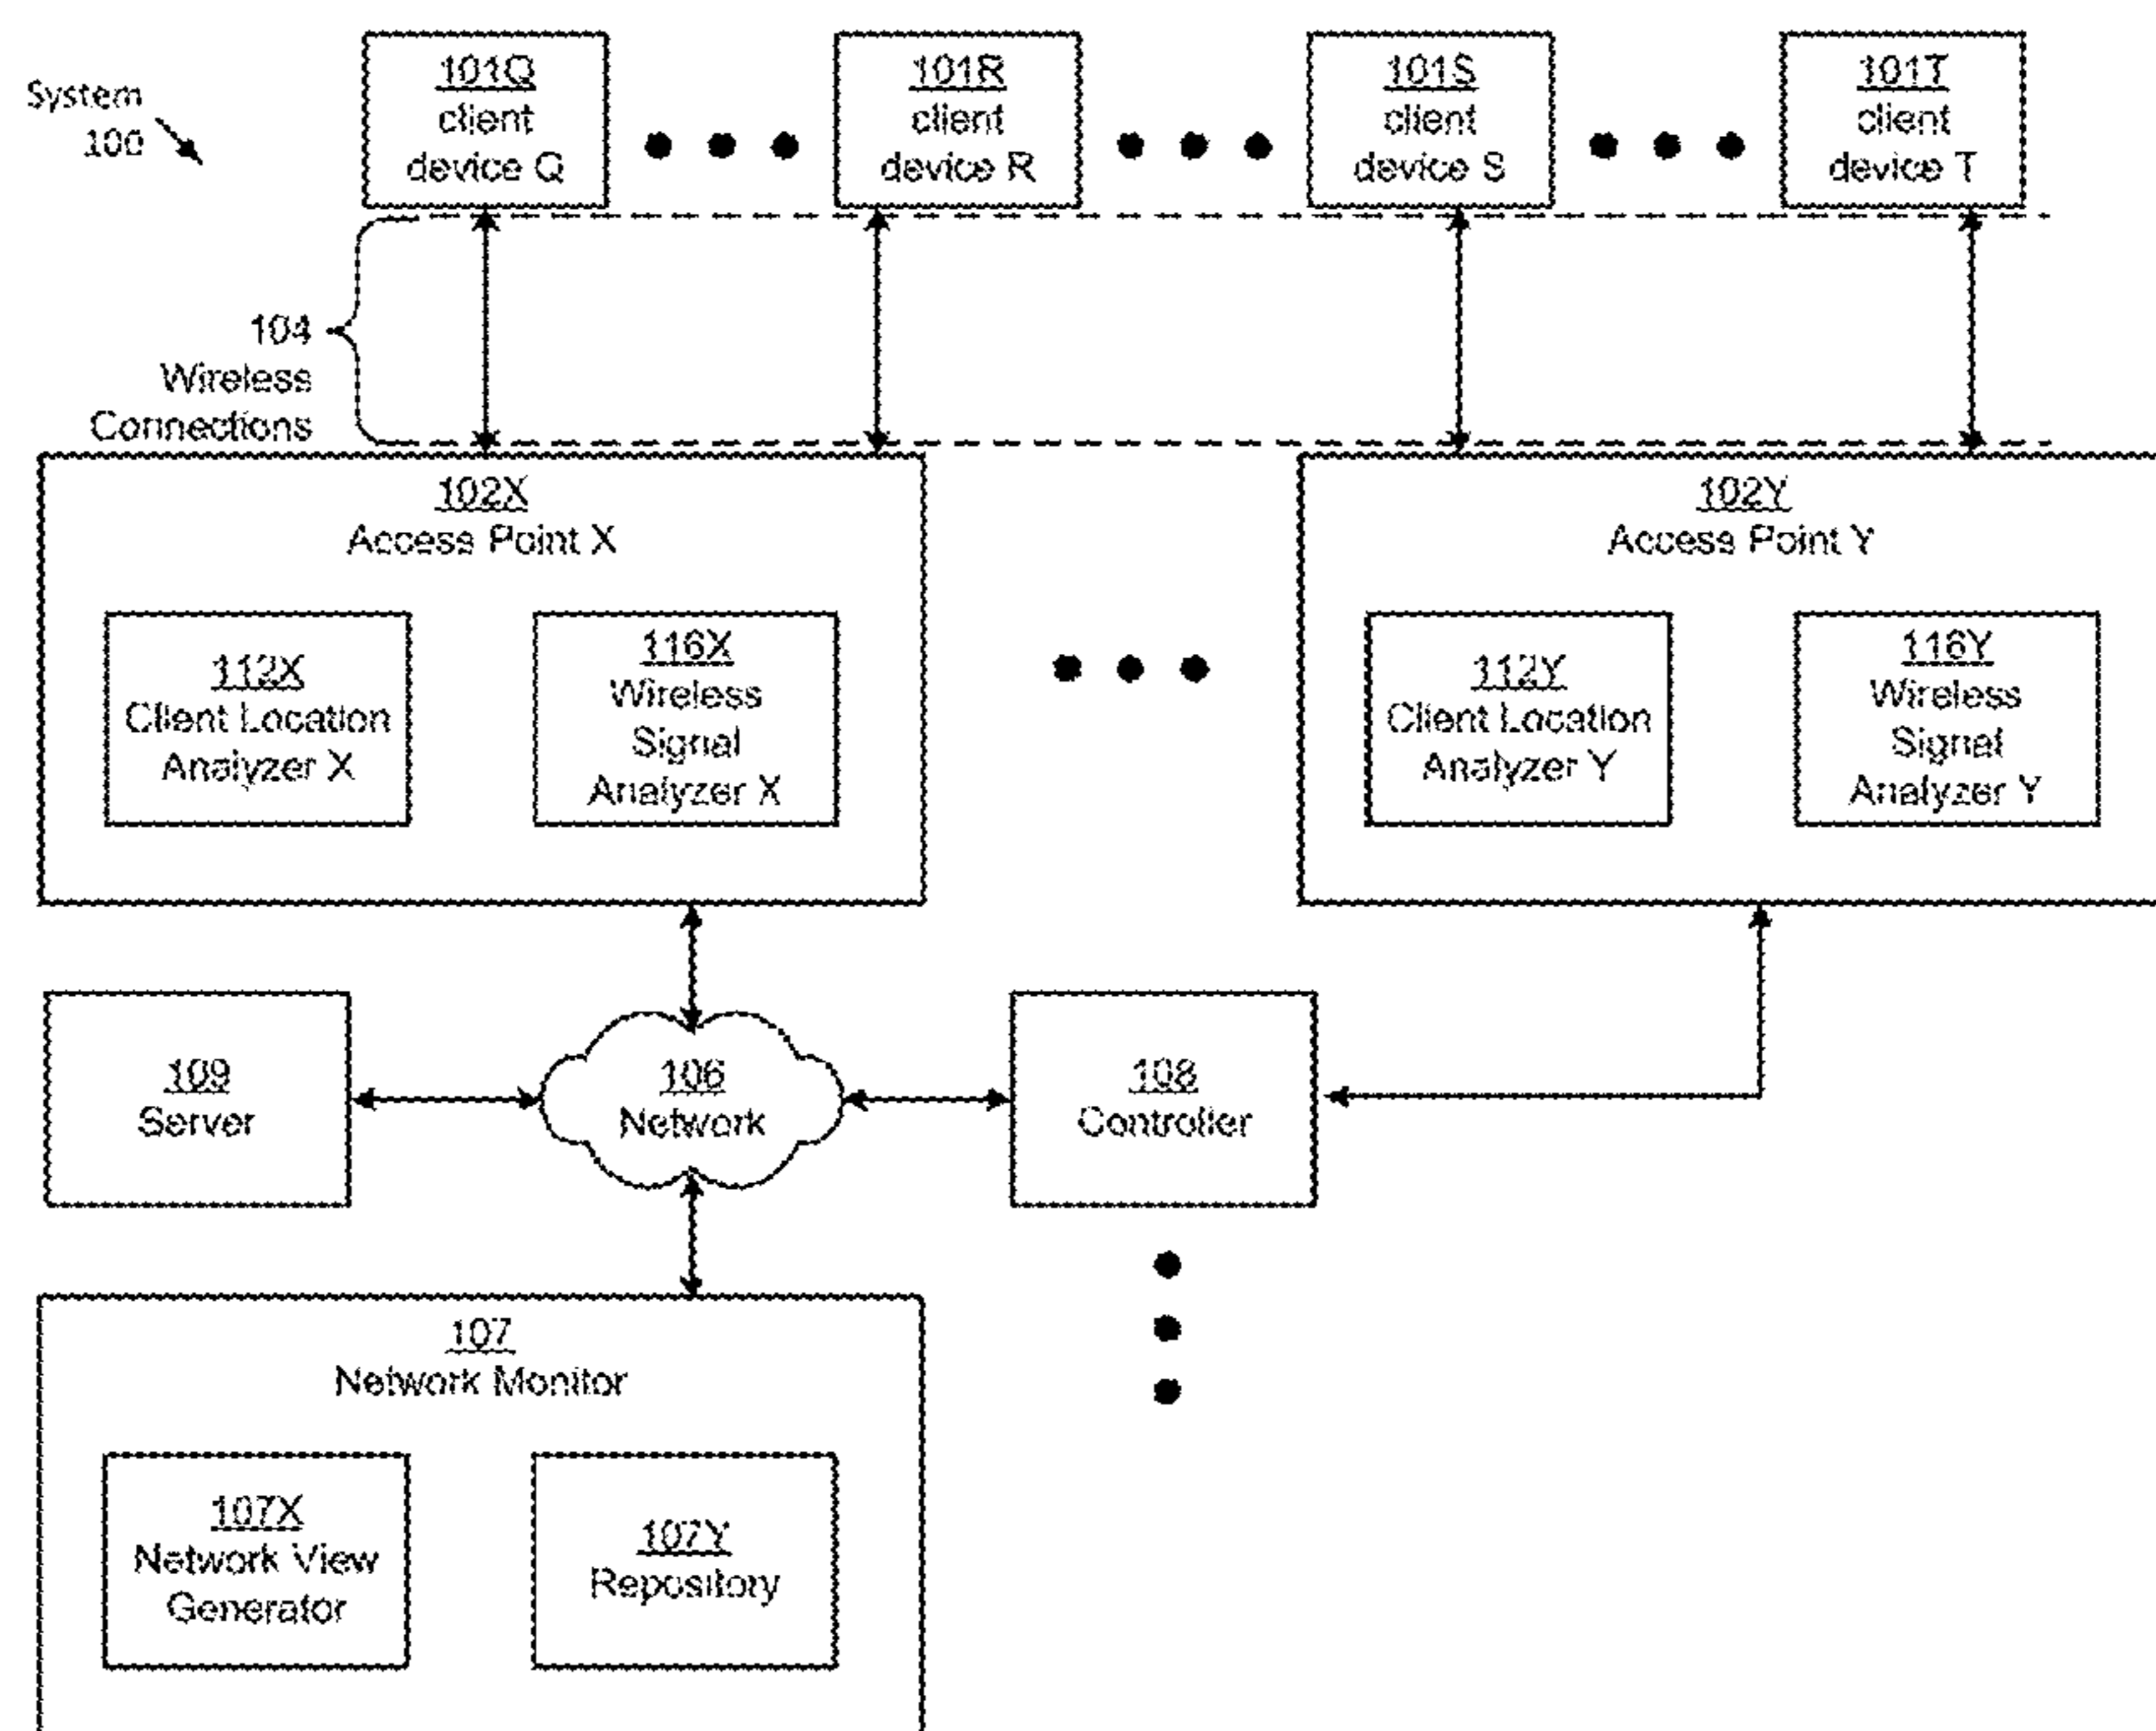 System
100
101Q
client
device Q
101R
client
device R
101S
client
device S
101T
client
device T
104
Wireless
Connections
102X
Access Point X
112X
Client Location
Analyzer X
116X
Wireless
Signal
Analyzer X
102Y
Access Point Y
112Y
Client Location
Analyzer Y
116Y
Wireless
Signal
Analyzer Y
109
Server
106
Network
108
Controller
107
Network Monitor
107X
Network View
Generator
107Y
Repository